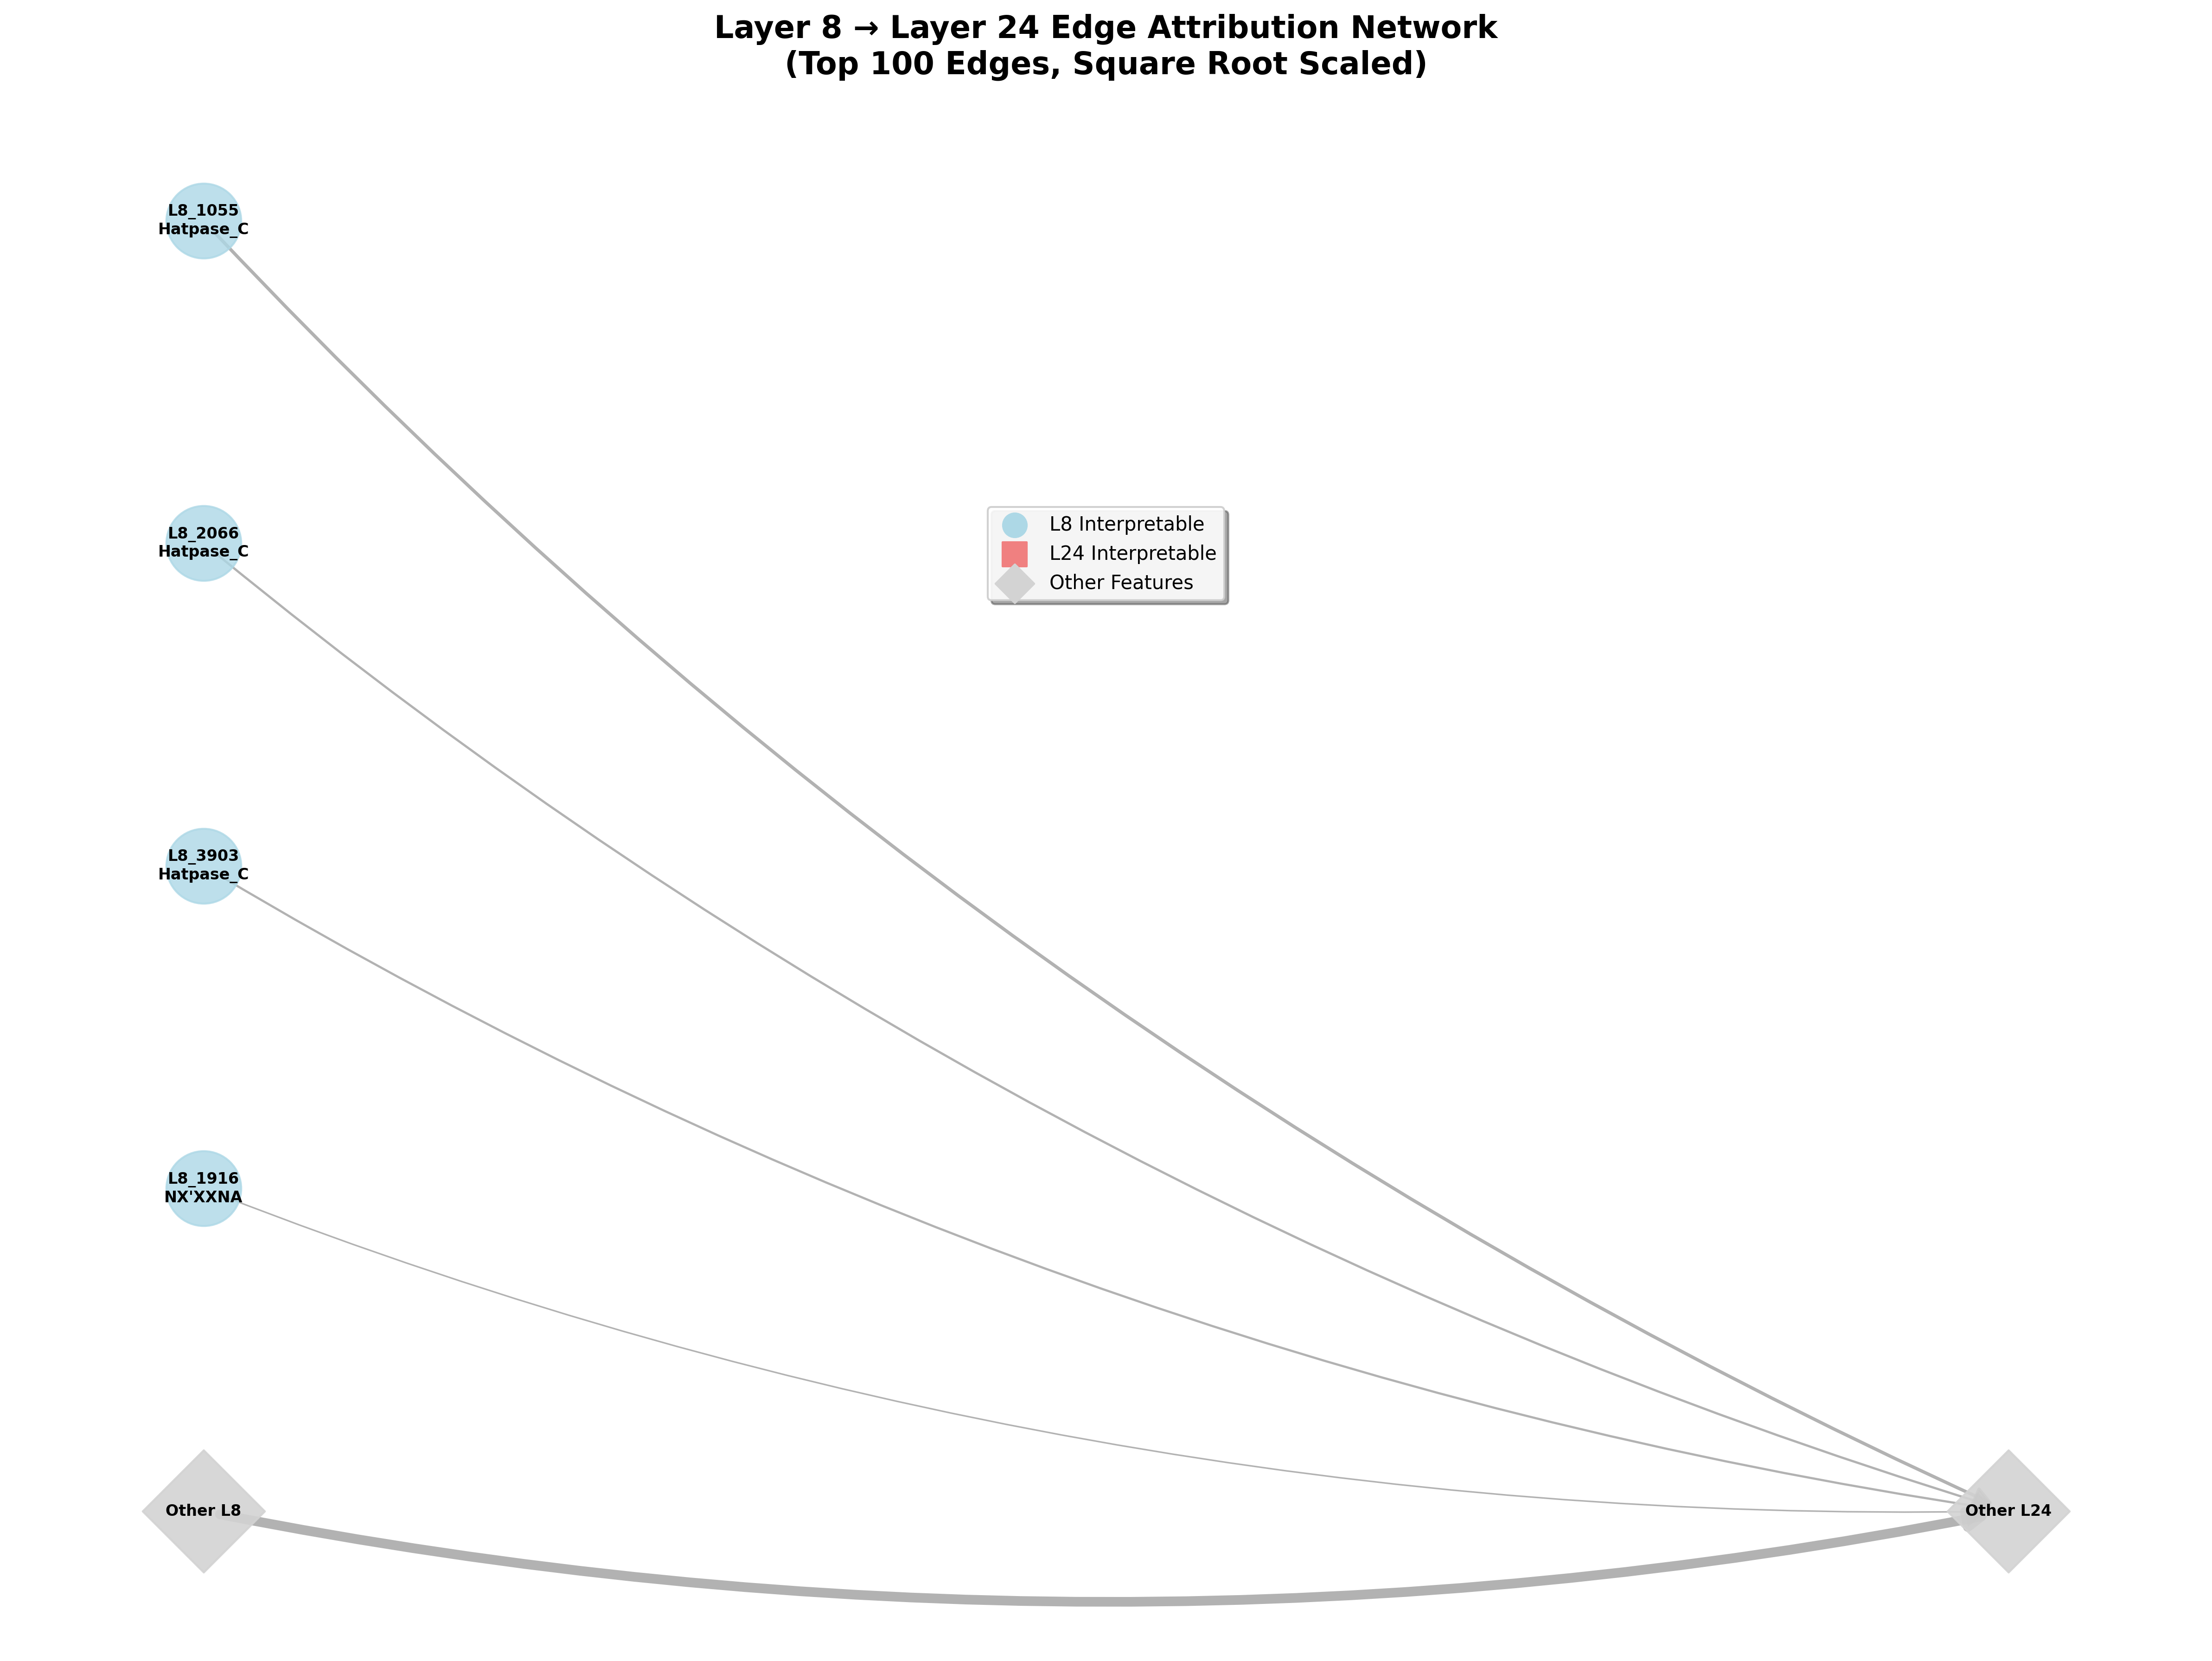 Layer 8 → Layer 24 Edge Attribution Network
(Top 100 Edges, Square Root Scaled)
L8_1055
Hatpase_C
L8_2066
Hatpase_C
L8 Interpretable
L24 Interpretable
Other Features
L8_3903
Hatpase_C
L8_1916
NX'XXNA
Other L8
Other L24